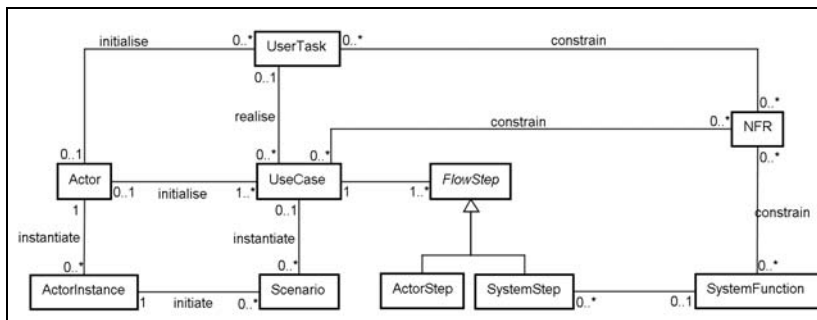 initialise 0..* UserTask 0..* constrain
0..1
realise
0..*
constrain 0..* NFR
0..1 0..* 0..* 0..*
Actor 0..1 1..* UseCase 1 1..* FlowStep
initialise
1 0..1
constrain
instantiate instantiate
0..* 0..* 0..*
ActorInstance 1 0..* Scenario ActorStep SystemStep 0..* 0..1 SystemFunction
initiate